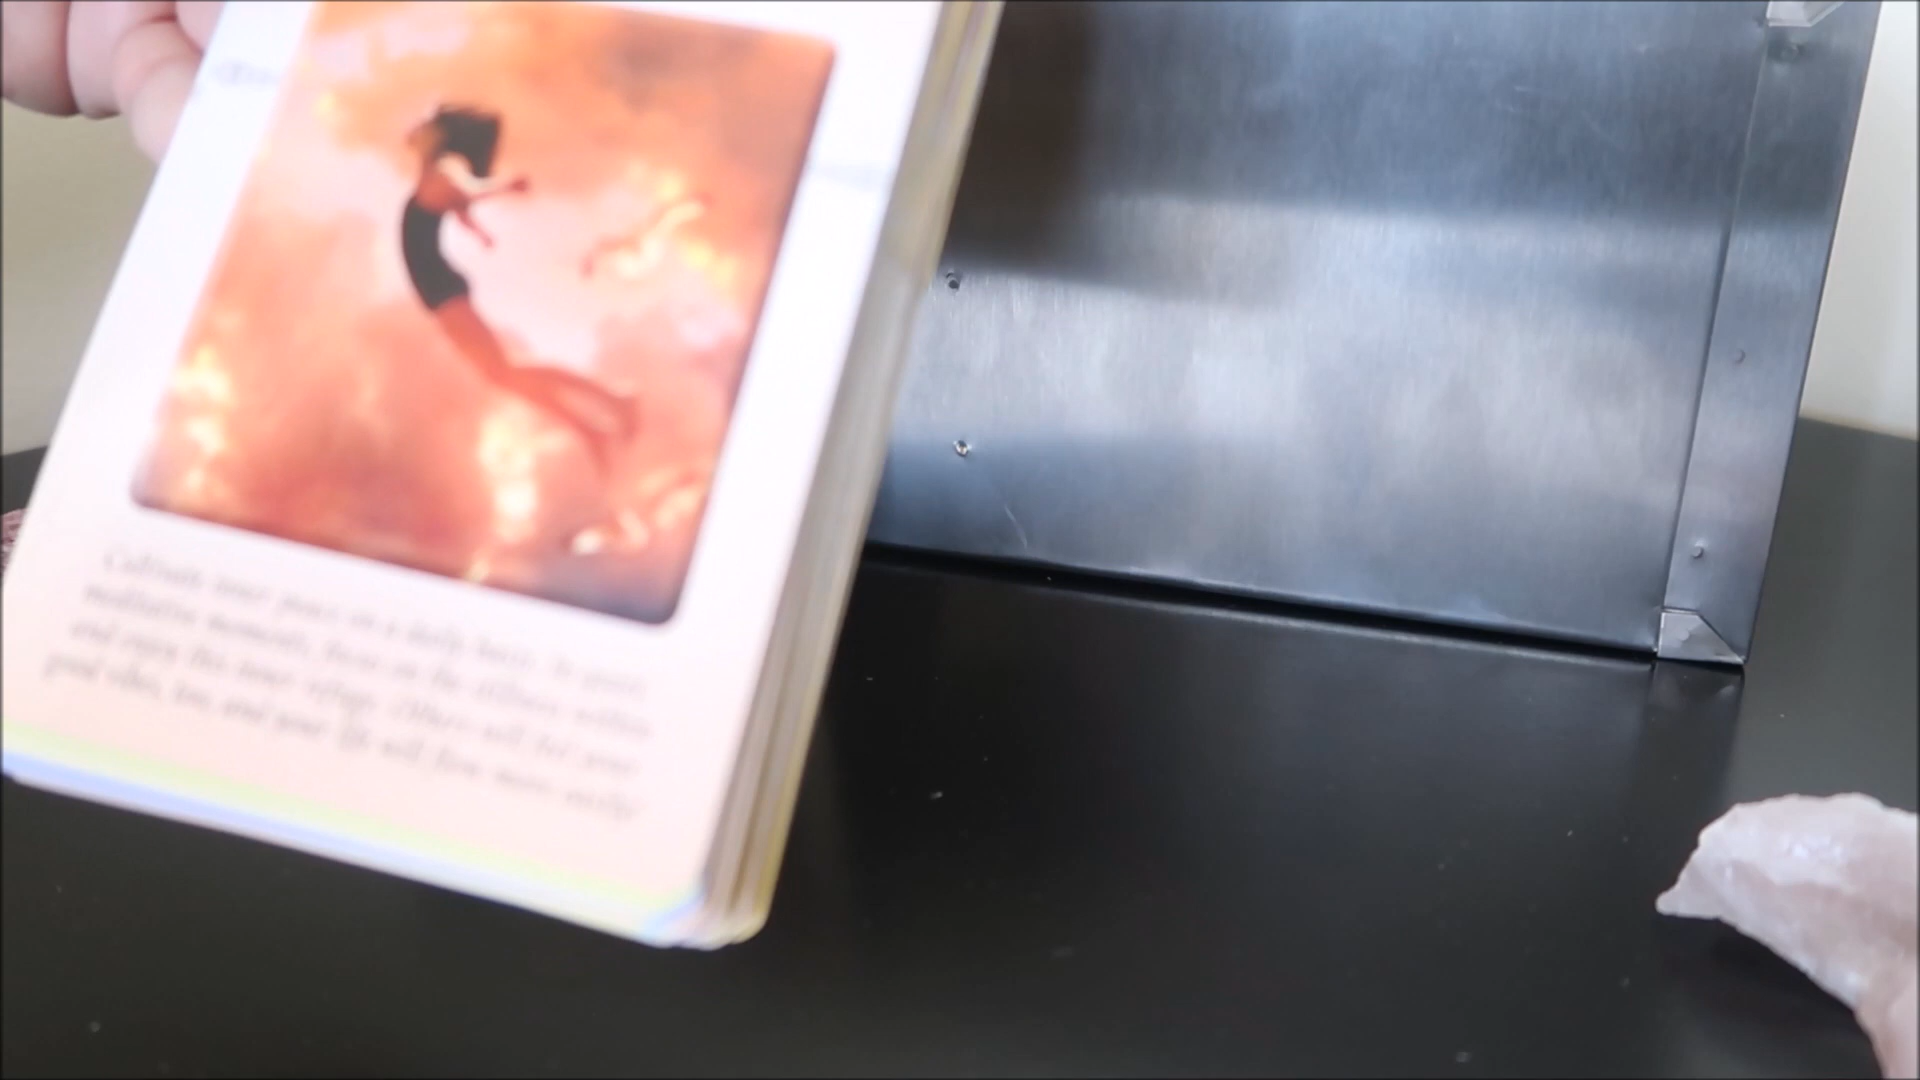 Cultivate inner peace on a daily basis. In your
meditative moments, focus on the stillness within
and enjoy this inner refuge. Others will feel your
good vibes, too, and your life will flow more easily!